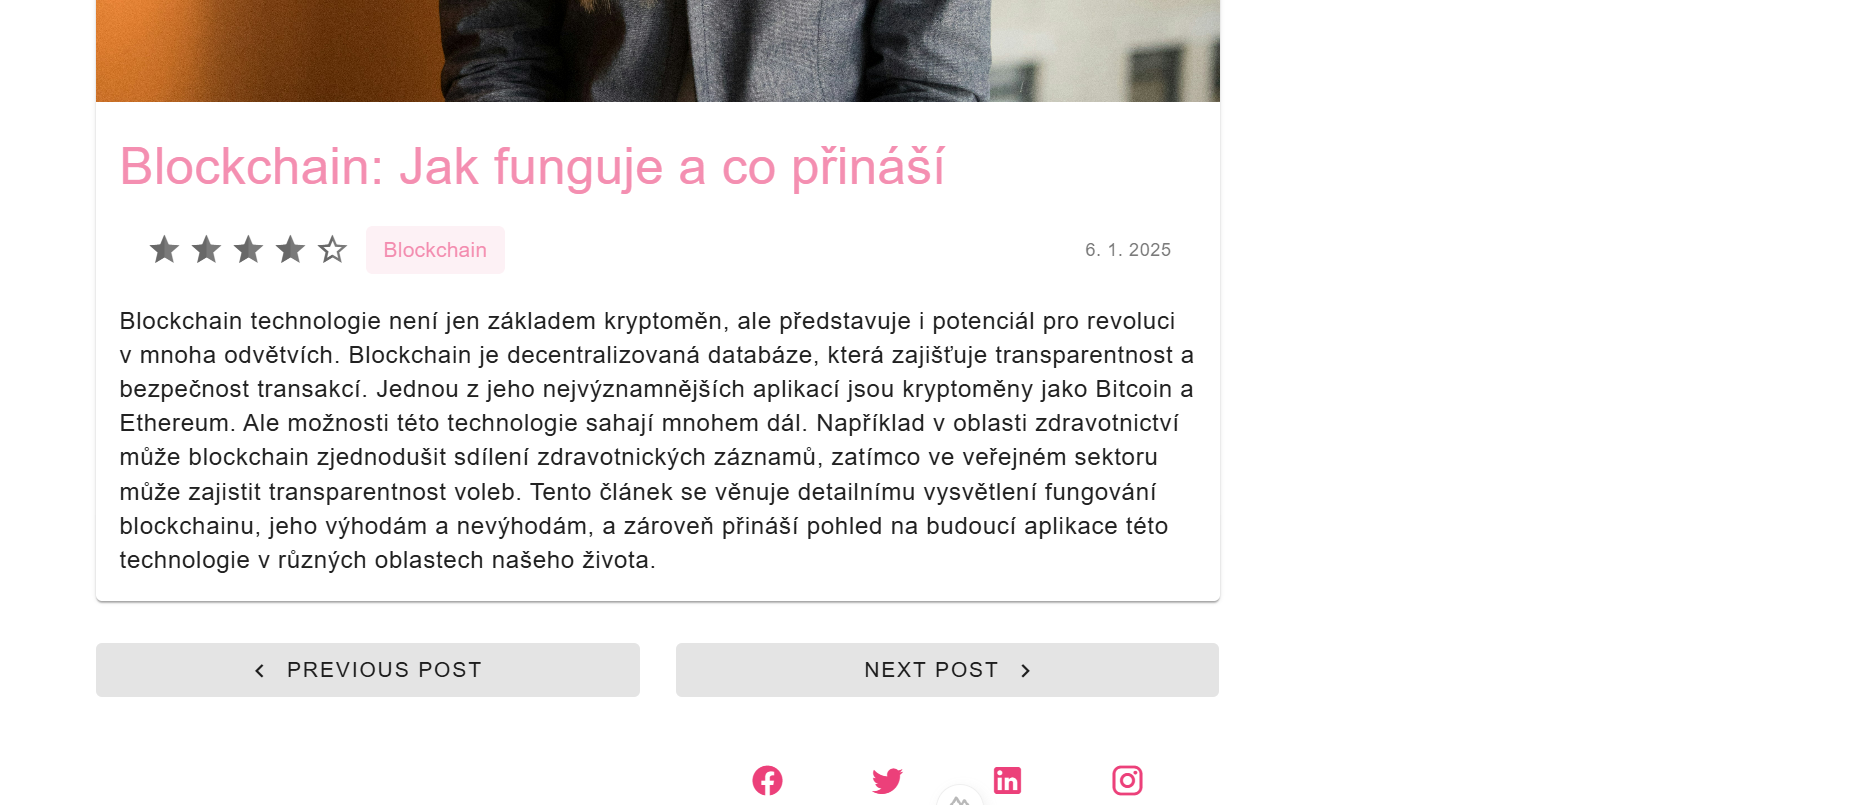 Blockchain: Jak funguje a co přináší
Blockchain
6. 1. 2025
Blockchain technologie není jen základem kryptoměn, ale představuje i potenciál pro revoluci
v mnoha odvětvích. Blockchain je decentralizovaná databáze, která zajišťuje transparentnost a
bezpečnost transakcí. Jednou z jeho nejvýznamnějších aplikací jsou kryptoměny jako Bitcoin a
Ethereum. Ale možnosti této technologie sahají mnohem dál. Například v oblasti zdravotnictví
může blockchain zjednodušit sdílení zdravotnických záznamů, zatímco ve veřejném sektoru
může zajistit transparentnost voleb. Tento článek se věnuje detailnímu vysvětlení fungování
blockchainu, jeho výhodám a nevýhodám, a zároveň přináší pohled na budoucí aplikace této
technologie v různých oblastech našeho života.
PREVIOUS POST
NEXT POST